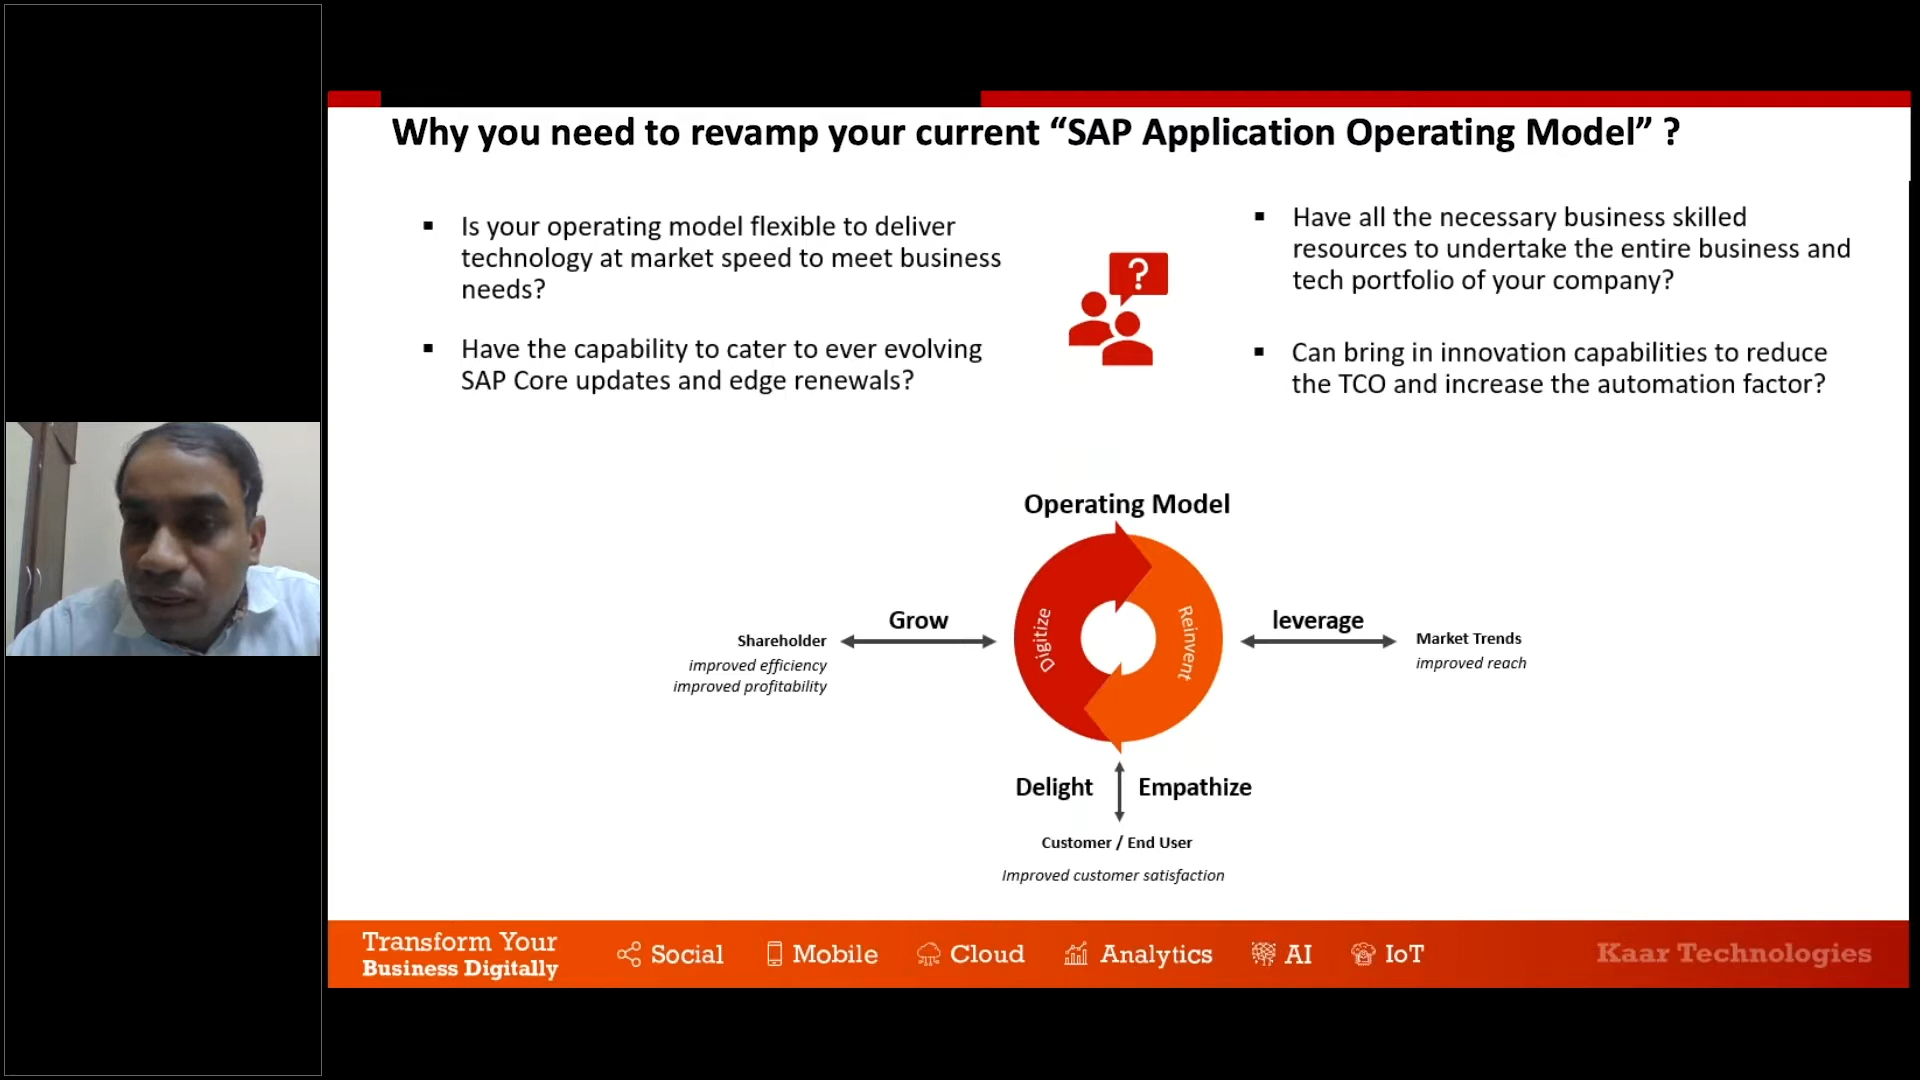 Why you need to revamp your current “SAP Application Operating Model” ?
▪ Is your operating model flexible to deliver
technology at market speed to meet business
needs?
▪ Have the capability to cater to ever evolving
SAP Core updates and edge renewals?
?
▪ Have all the necessary business skilled
resources to undertake the entire business and
tech portfolio of your company?
▪ Can bring in innovation capabilities to reduce
the TCO and increase the automation factor?
Operating Model
Digitize
Reinvent
Grow
Shareholder
improved efficiency
improved profitability
leverage
Market Trends
improved reach
Delight
Empathize
Customer / End User
Improved customer satisfaction
Transform Your
Business Digitally
Social
Mobile
Cloud
Analytics
AI
IoT
Kaar Technologies